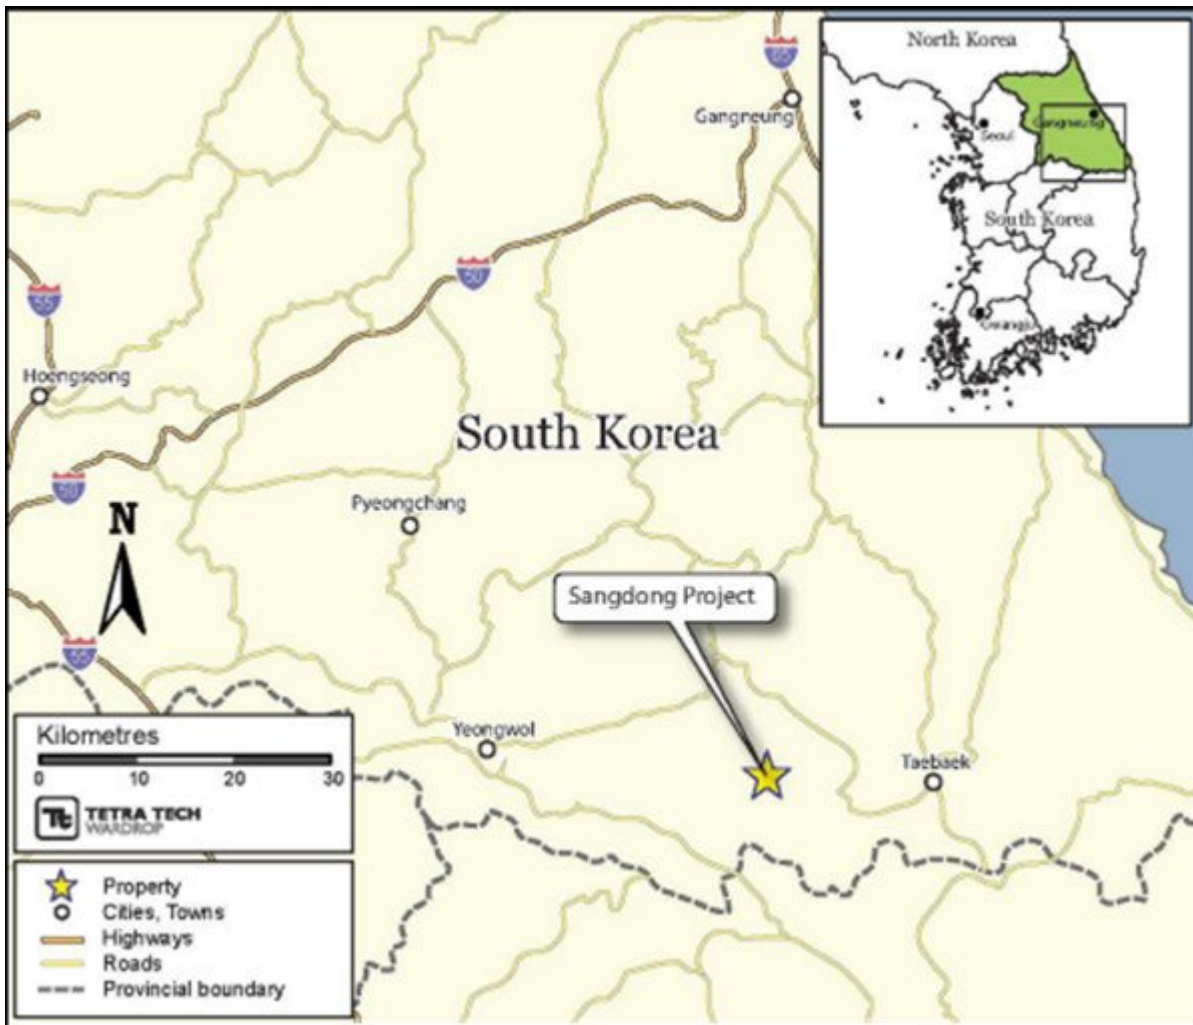 65
Gangneung
North Korea
Seoul
Gangneung
South Korea
Gwangju
50
55
Hoengseong
South Korea
50
Pyeongchang
N
Sangdong Project
55
Yeongwol
Taebaek
Kilometres
0 10 20 30
TETRA TECH
WARDROP
Property
Cities, Towns
Highways
Roads
Provincial boundary